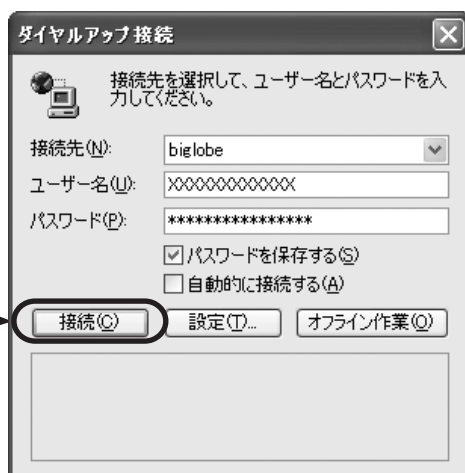 ダイヤルアップ接続
接続先を選択して、ユーザー名とパスワードを入
力してください。
接続先(N): biglobe
ユーザー名(U): XXXXXXXXXXXXX
パスワード(P): ****************
パスワードを保存する(S)
自動的に接続する(A)
接続(C) 設定(T)... オフライン作業(O)